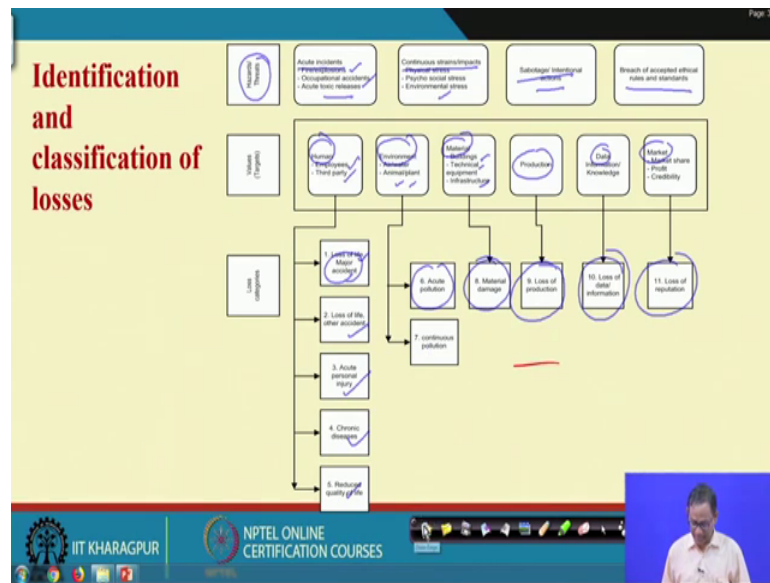 Page
Identification
and
classification of
losses
Hazards/
Threats
Acute incidents
- Fire/explosions
- Occupational accidents
- Acute toxic releases
Continuous strains/impacts
- Physical stress
- Psycho social stress
- Environmental stress
Sabotage/ Intentional
actions
Breach of accepted ethical
rules and standards
Values
(Targets)
Human
- Employees
- Third party
Environment
- Air/water
- Animal/plant
Material
- Buildings
- Technical
equipment
- Infrastructure
Production
Data
Information/
Knowledge
Market
- Market share
- Profit
- Credibility
Loss
categories
1. Loss of life,
Major
accident
2. Loss of life,
other accident
3. Acute
personal
injury
4. Chronic
diseases
5. Reduced
quality of life
6. Acute
pollution
7. continuous
pollution
8. Material
damage
9. Loss of
production
10. Loss of
data/
information
11. Loss of
reputation
IIT KHARAGPUR
NPTEL ONLINE
CERTIFICATION COURSES